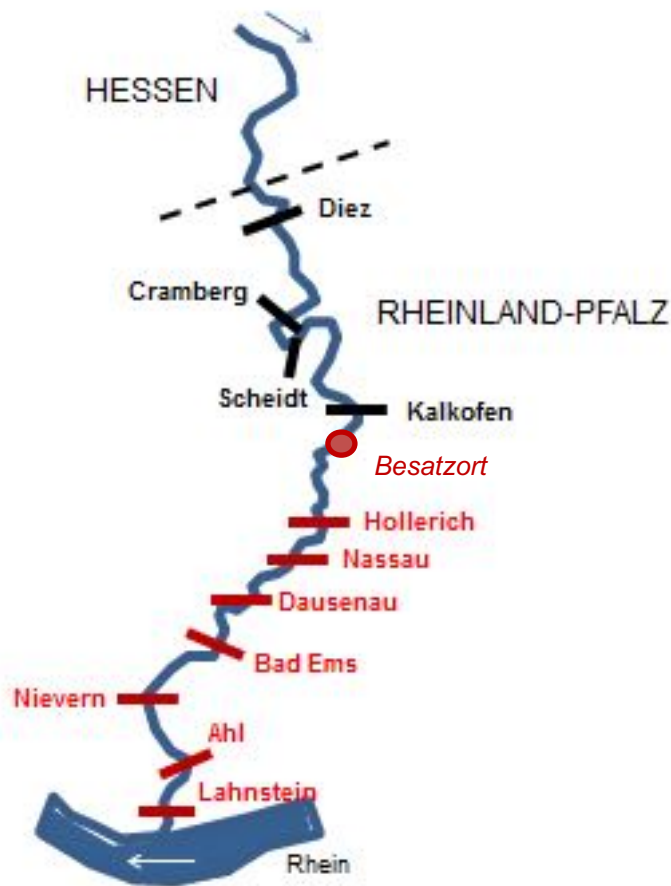 HESSEN
Diez
Cramberg
RHEINLAND-PFALZ
Scheidt
Kalkofen
Besatzort
Hollerich
Nassau
Dausenau
Bad Ems
Nievern
Ahl
Lahnstein
Rhein